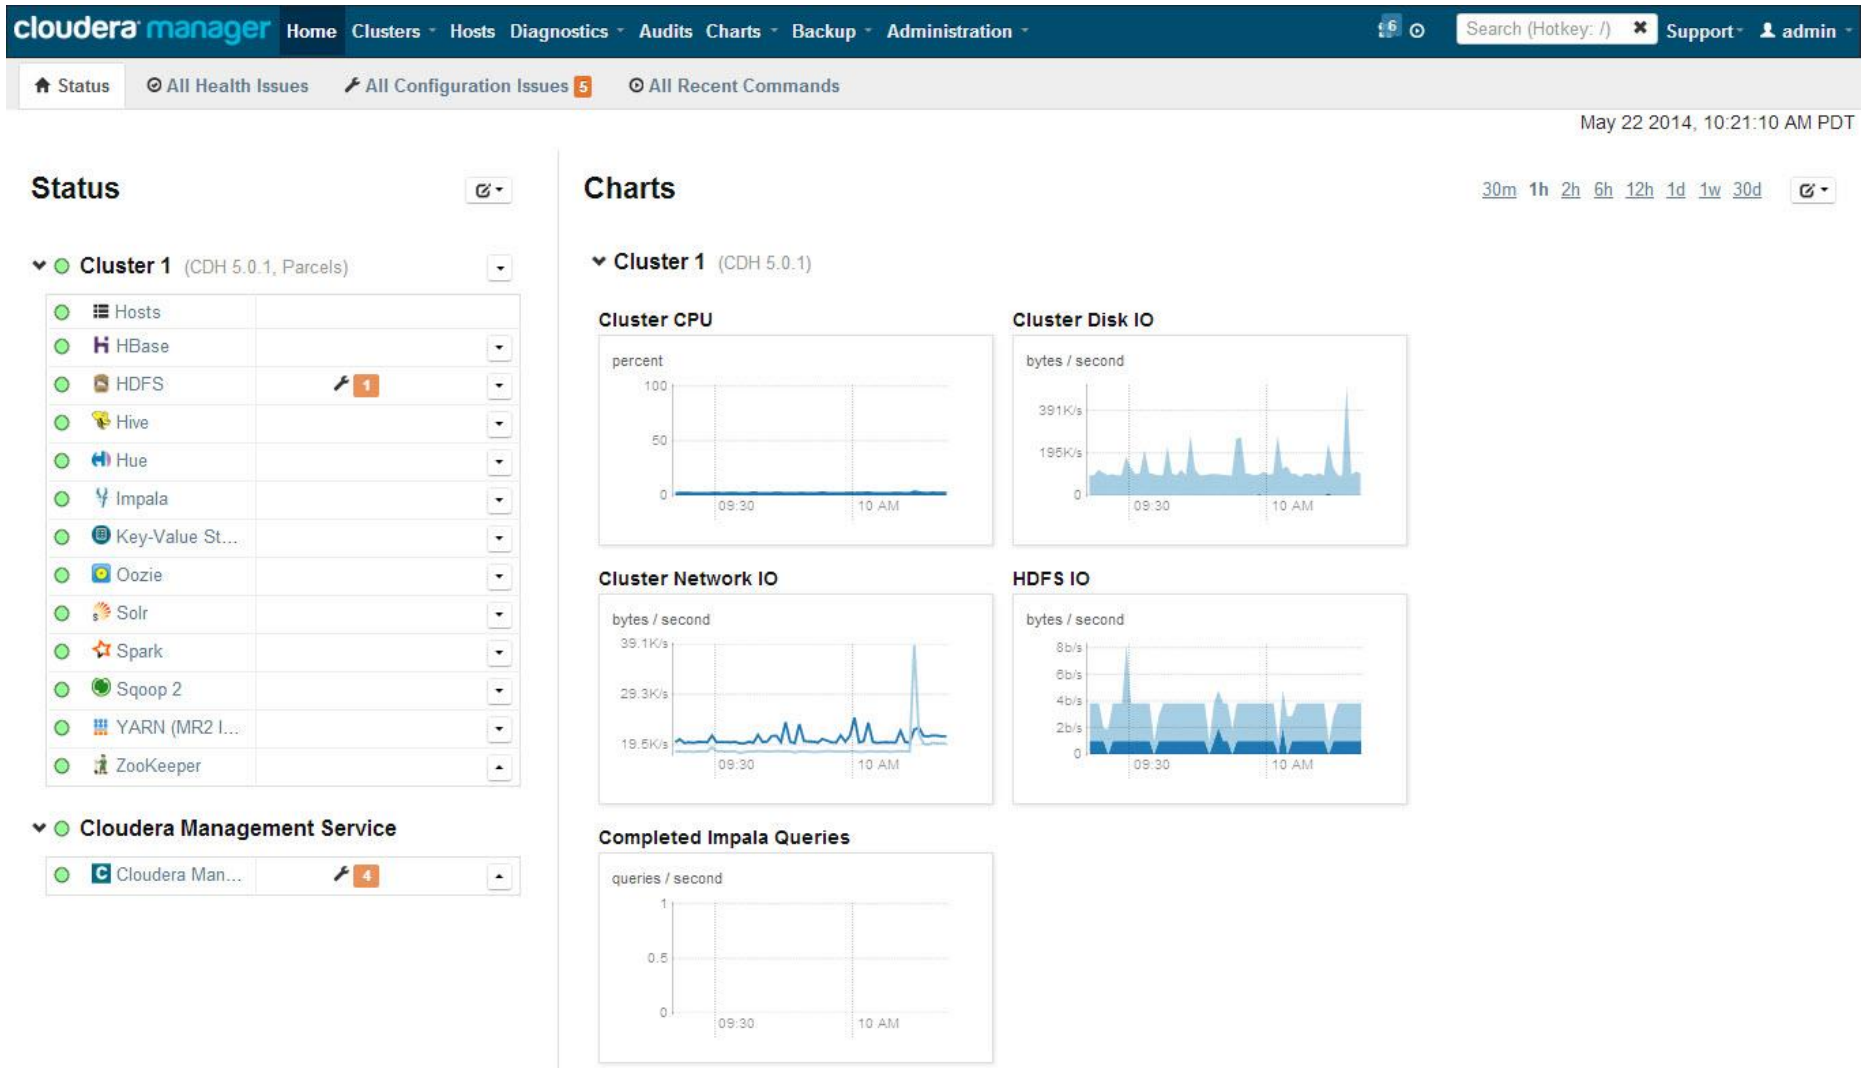 cloudera manager Home Clusters Hosts Diagnostics Audits Charts Backup Administration 6 Search (Hotkey: /) Support admin
Status All Health Issues All Configuration Issues 5 All Recent Commands
May 22 2014, 10:21:10 AM PDT
Status
Cluster 1 (CDH 5.0.1, Parcels)
Hosts
HBase
HDFS 1
Hive
Hue
Impala
Key-Value St...
Oozie
Solr
Spark
Sqoop 2
YARN (MR2 I...
ZooKeeper
Cloudera Management Service
Cloudera Man... 4
Charts
30m 1h 2h 6h 12h 1d 1w 30d
Cluster 1 (CDH 5.0.1)
Cluster CPU
percent
100
50
0
09:30 10 AM
Cluster Disk IO
bytes / second
391K/s
195K/s
0
09:30 10 AM
Cluster Network IO
bytes / second
39.1K/s
29.3K/s
19.5K/s
09:30 10 AM
HDFS IO
bytes / second
8b/s
6b/s
4b/s
2b/s
0
09:30 10 AM
Completed Impala Queries
queries / second
1
0.5
0
09:30 10 AM